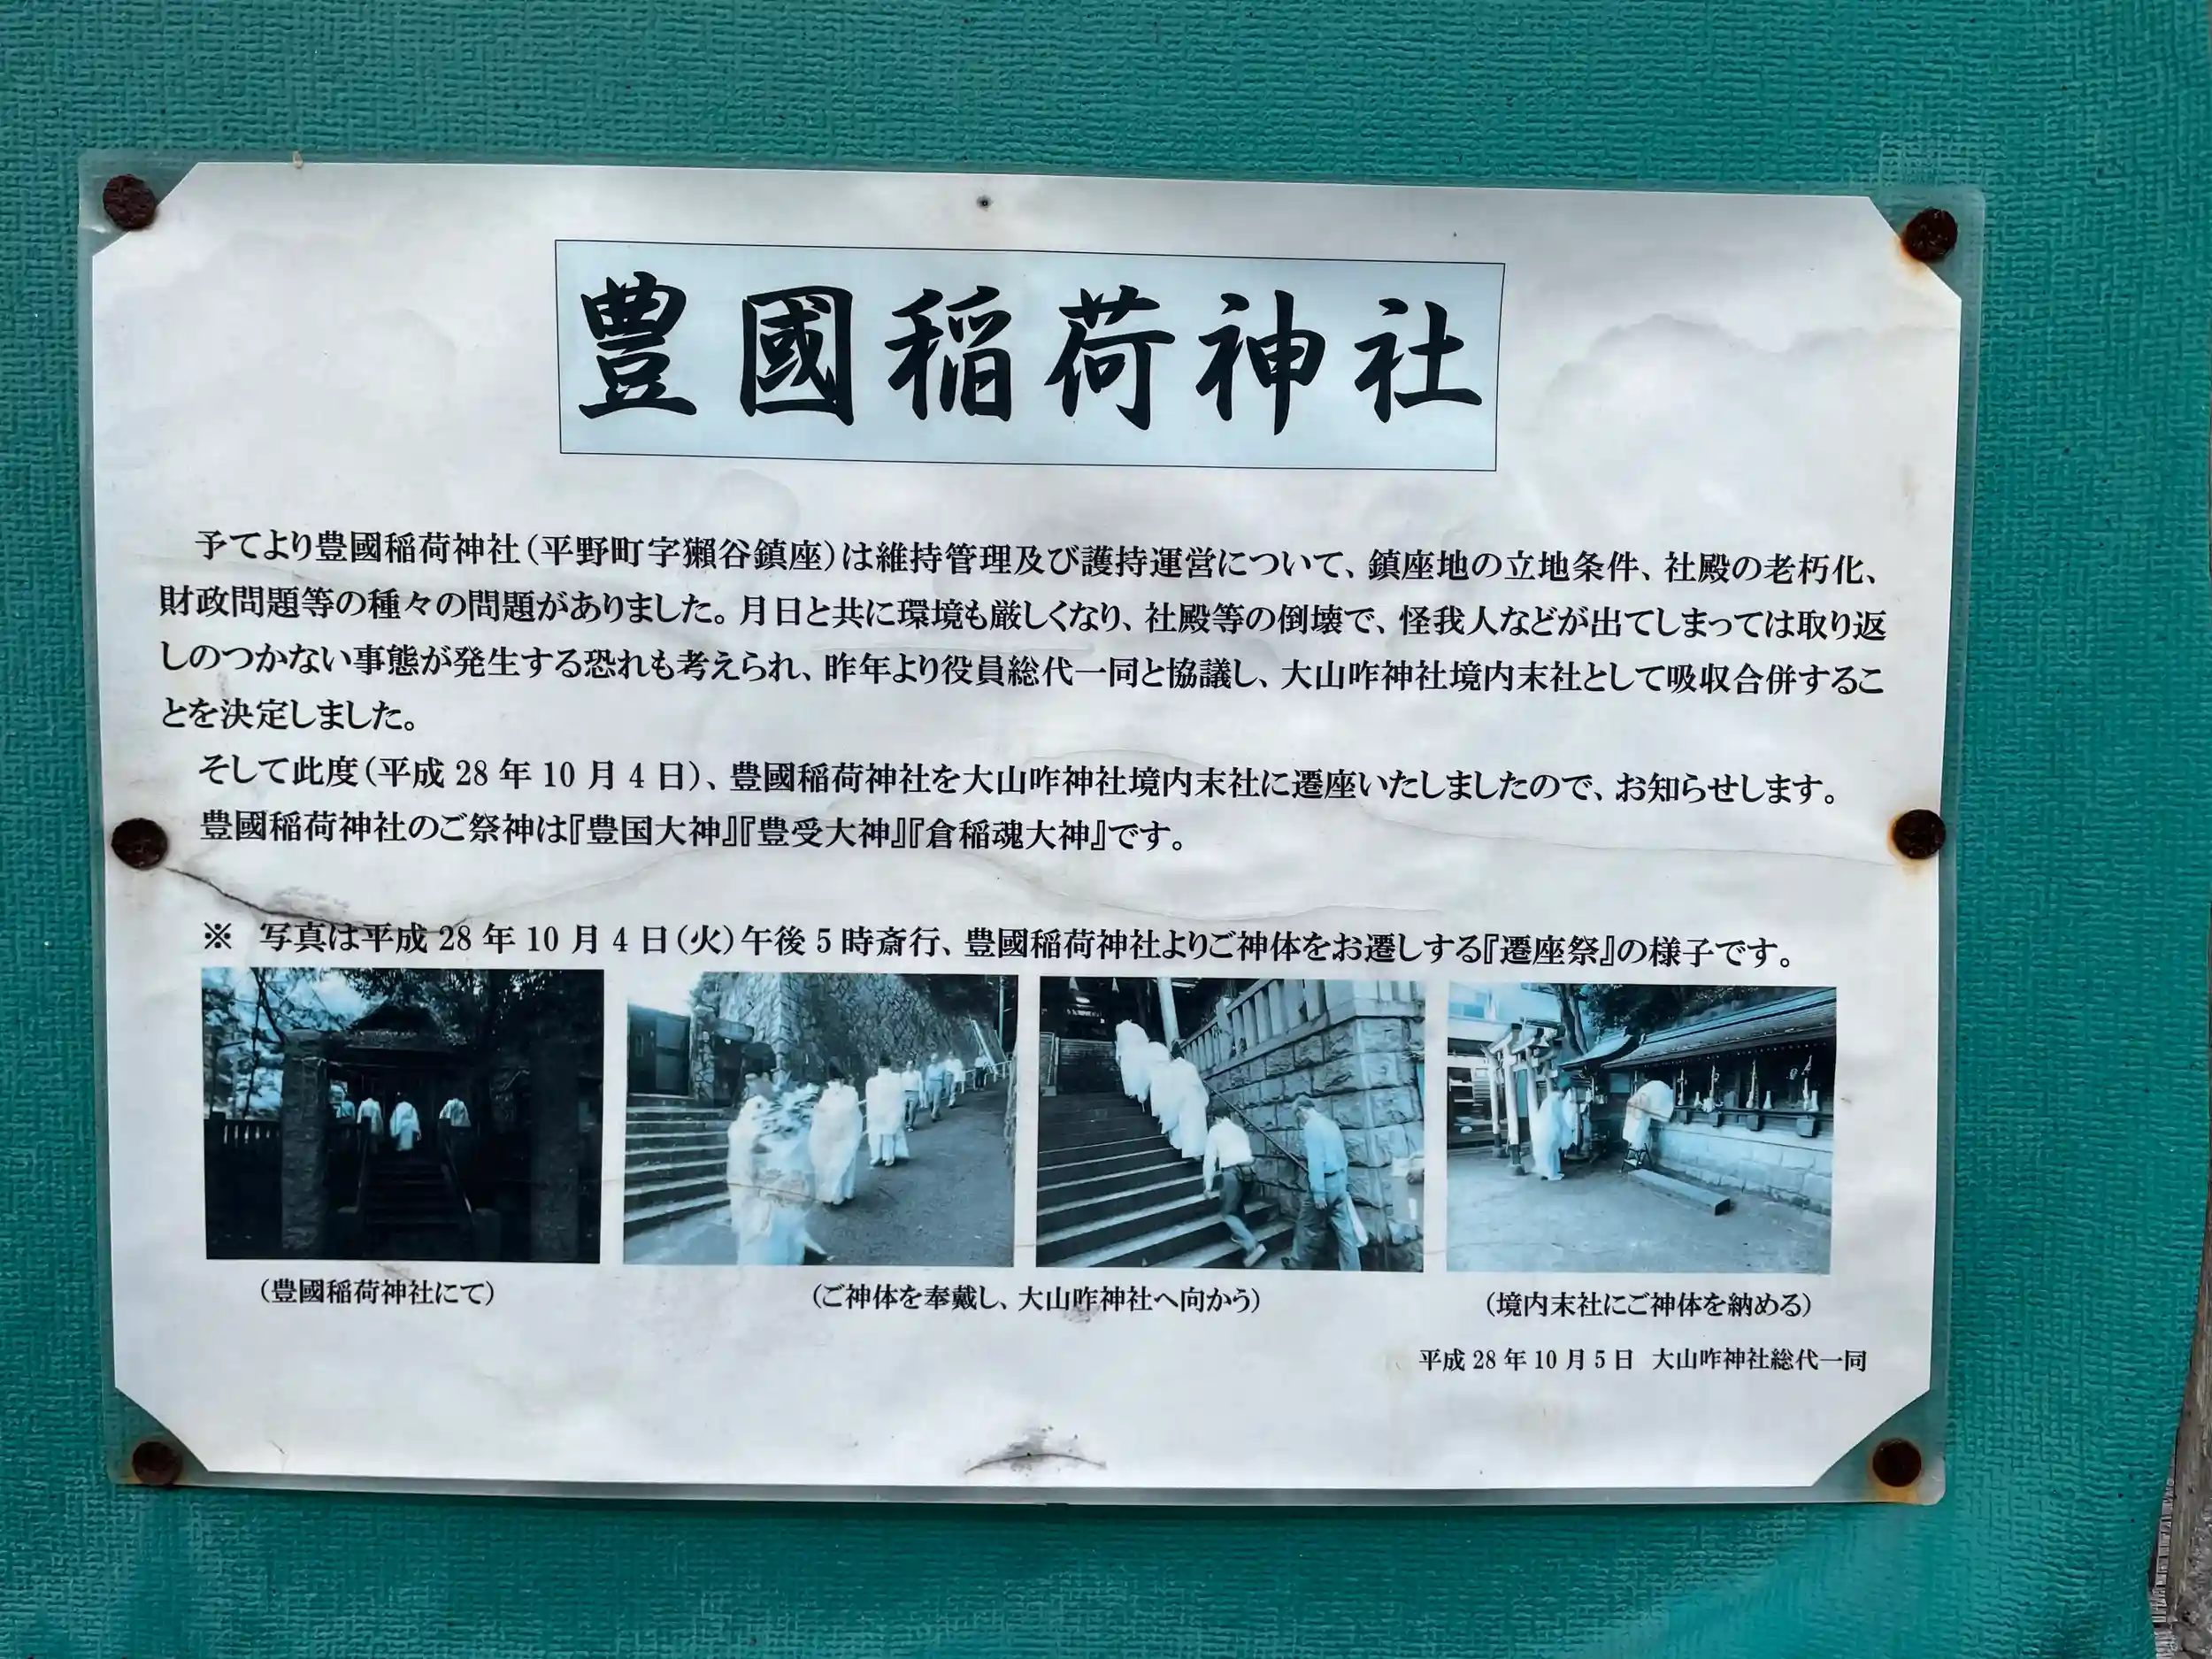 豊國稲荷神社
予てより豊國稲荷神社（平野町字獺谷鎮座）は維持管理及び護持運営について、鎮座地の立地条件、社殿の老朽化、
財政問題等の種々の問題がありました。月日と共に環境も厳しくなり、社殿等の倒壊で、怪我人などが出てしまっては取り返
しのつかない事態が発生する恐れも考えられ、昨年より役員総代一同と協議し、大山咋神社境内末社として吸収合併するこ
とを決定しました。
そして此度（平成 28 年 10 月 4 日）、豊國稲荷神社を大山咋神社境内末社に遷座いたしましたので、お知らせします。
豊國稲荷神社のご祭神は『豊国大神』『豊受大神』『倉稲魂大神』です。
※ 写真は平成 28 年 10 月 4 日（火）午後 5 時斎行、豊國稲荷神社よりご神体をお遷しする『遷座祭』の様子です。
（豊國稲荷神社にて）
（ご神体を奉戴し、大山咋神社へ向かう）
（境内末社にご神体を納める）
平成 28 年 10 月 5 日 大山咋神社総代一同